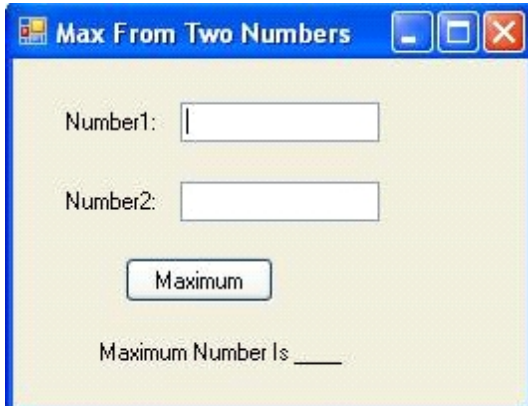 Max From Two Numbers
Number1:
Number2:
Maximum
Maximum Number Is ____